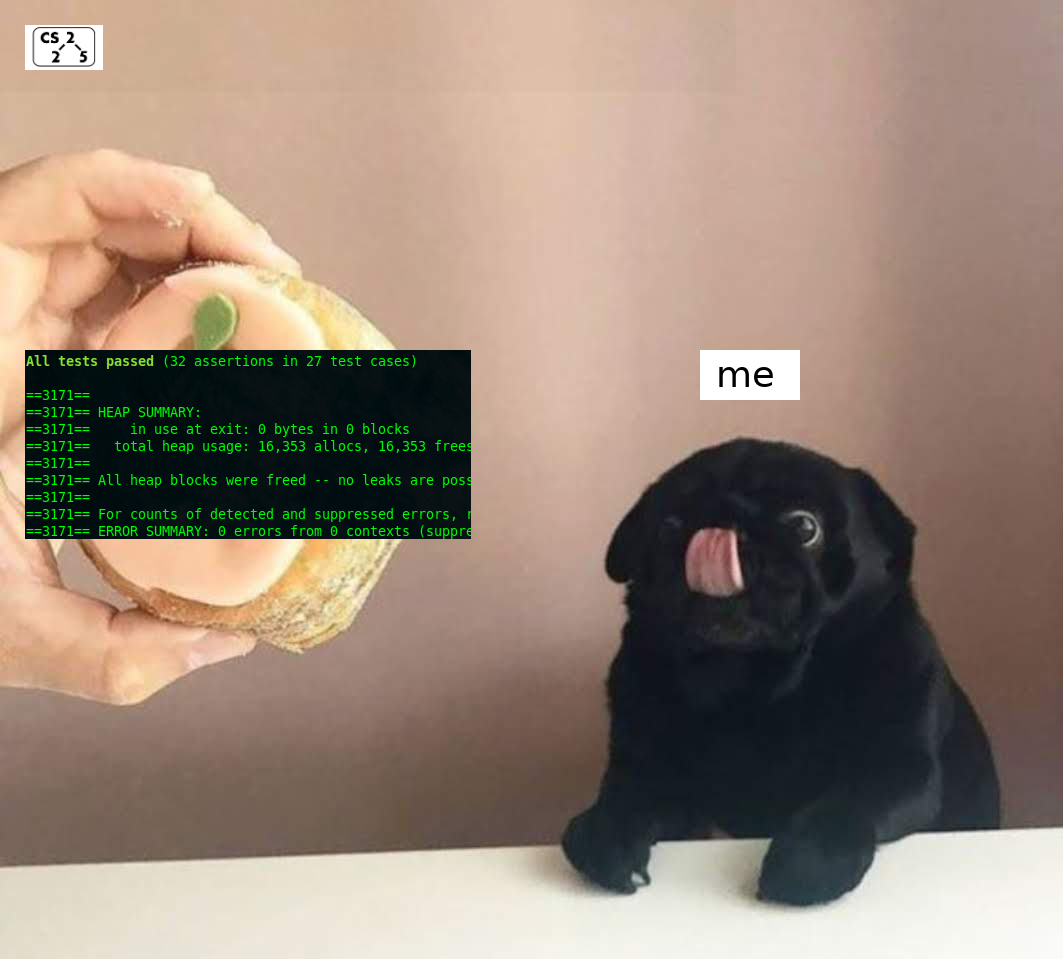 CS 2
2 5
All tests passed (32 assertions in 27 test cases)
==3171==
==3171== HEAP SUMMARY:
==3171== in use at exit: 0 bytes in 0 blocks
==3171== total heap usage: 16,353 allocs, 16,353 frees
==3171==
==3171== All heap blocks were freed -- no leaks are poss
==3171==
==3171== For counts of detected and suppressed errors, r
==3171== ERROR SUMMARY: 0 errors from 0 contexts (suppre
me